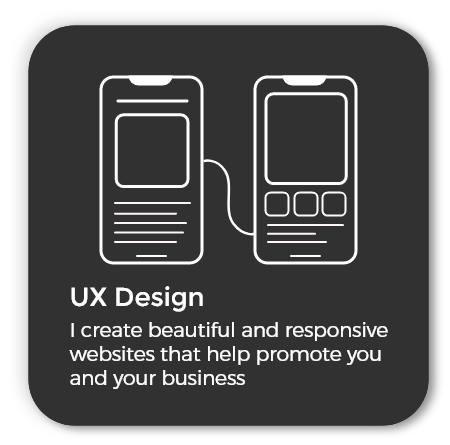 UX Design
I create beautiful and responsive
websites that help promote you
and your business